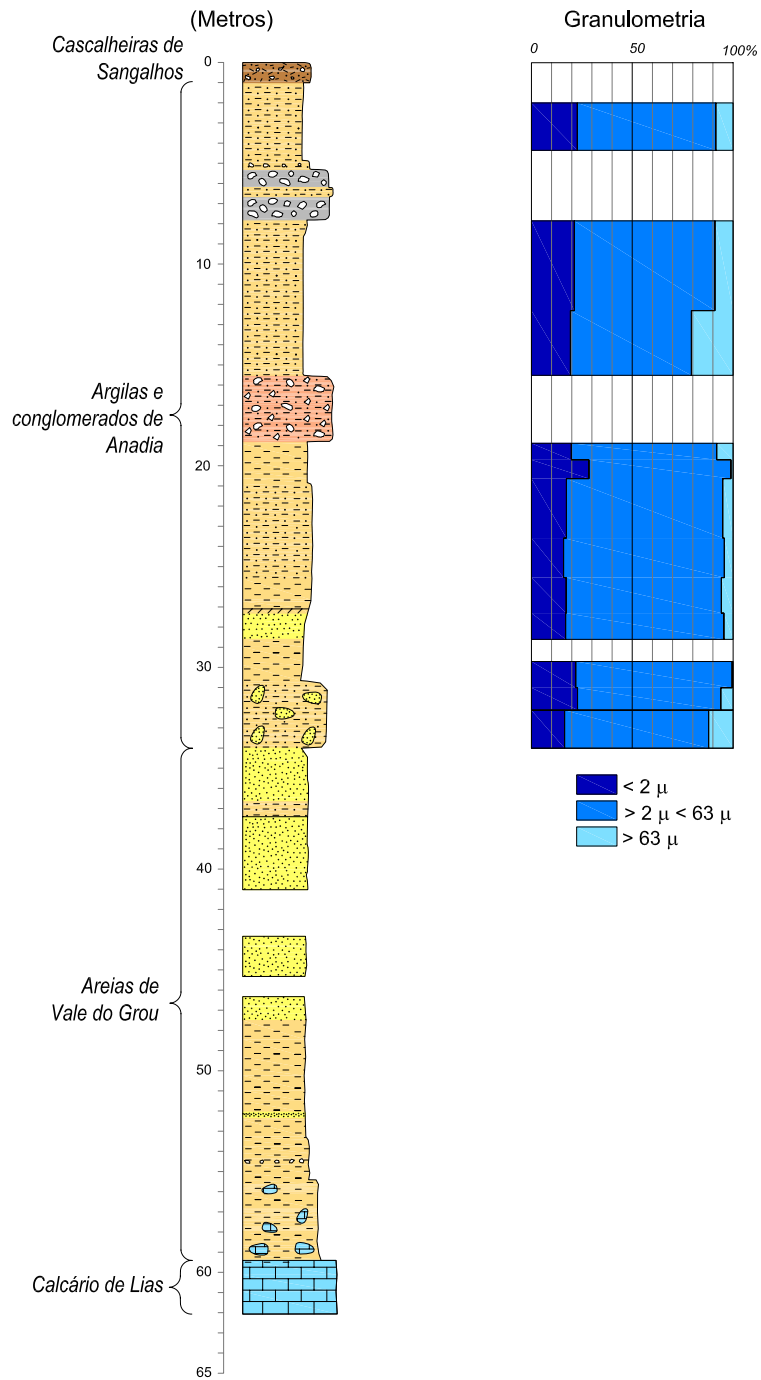 (Metros)
Granulometria
Cascalheiras de
Sangalhos
0
50
100%
0
10
Argilas e
conglomerados de
Anadia
20
30
< 2 μ
> 2 μ < 63 μ
> 63 μ
40
Areias de
Vale do Grou
50
60
Calcário de Lias
65